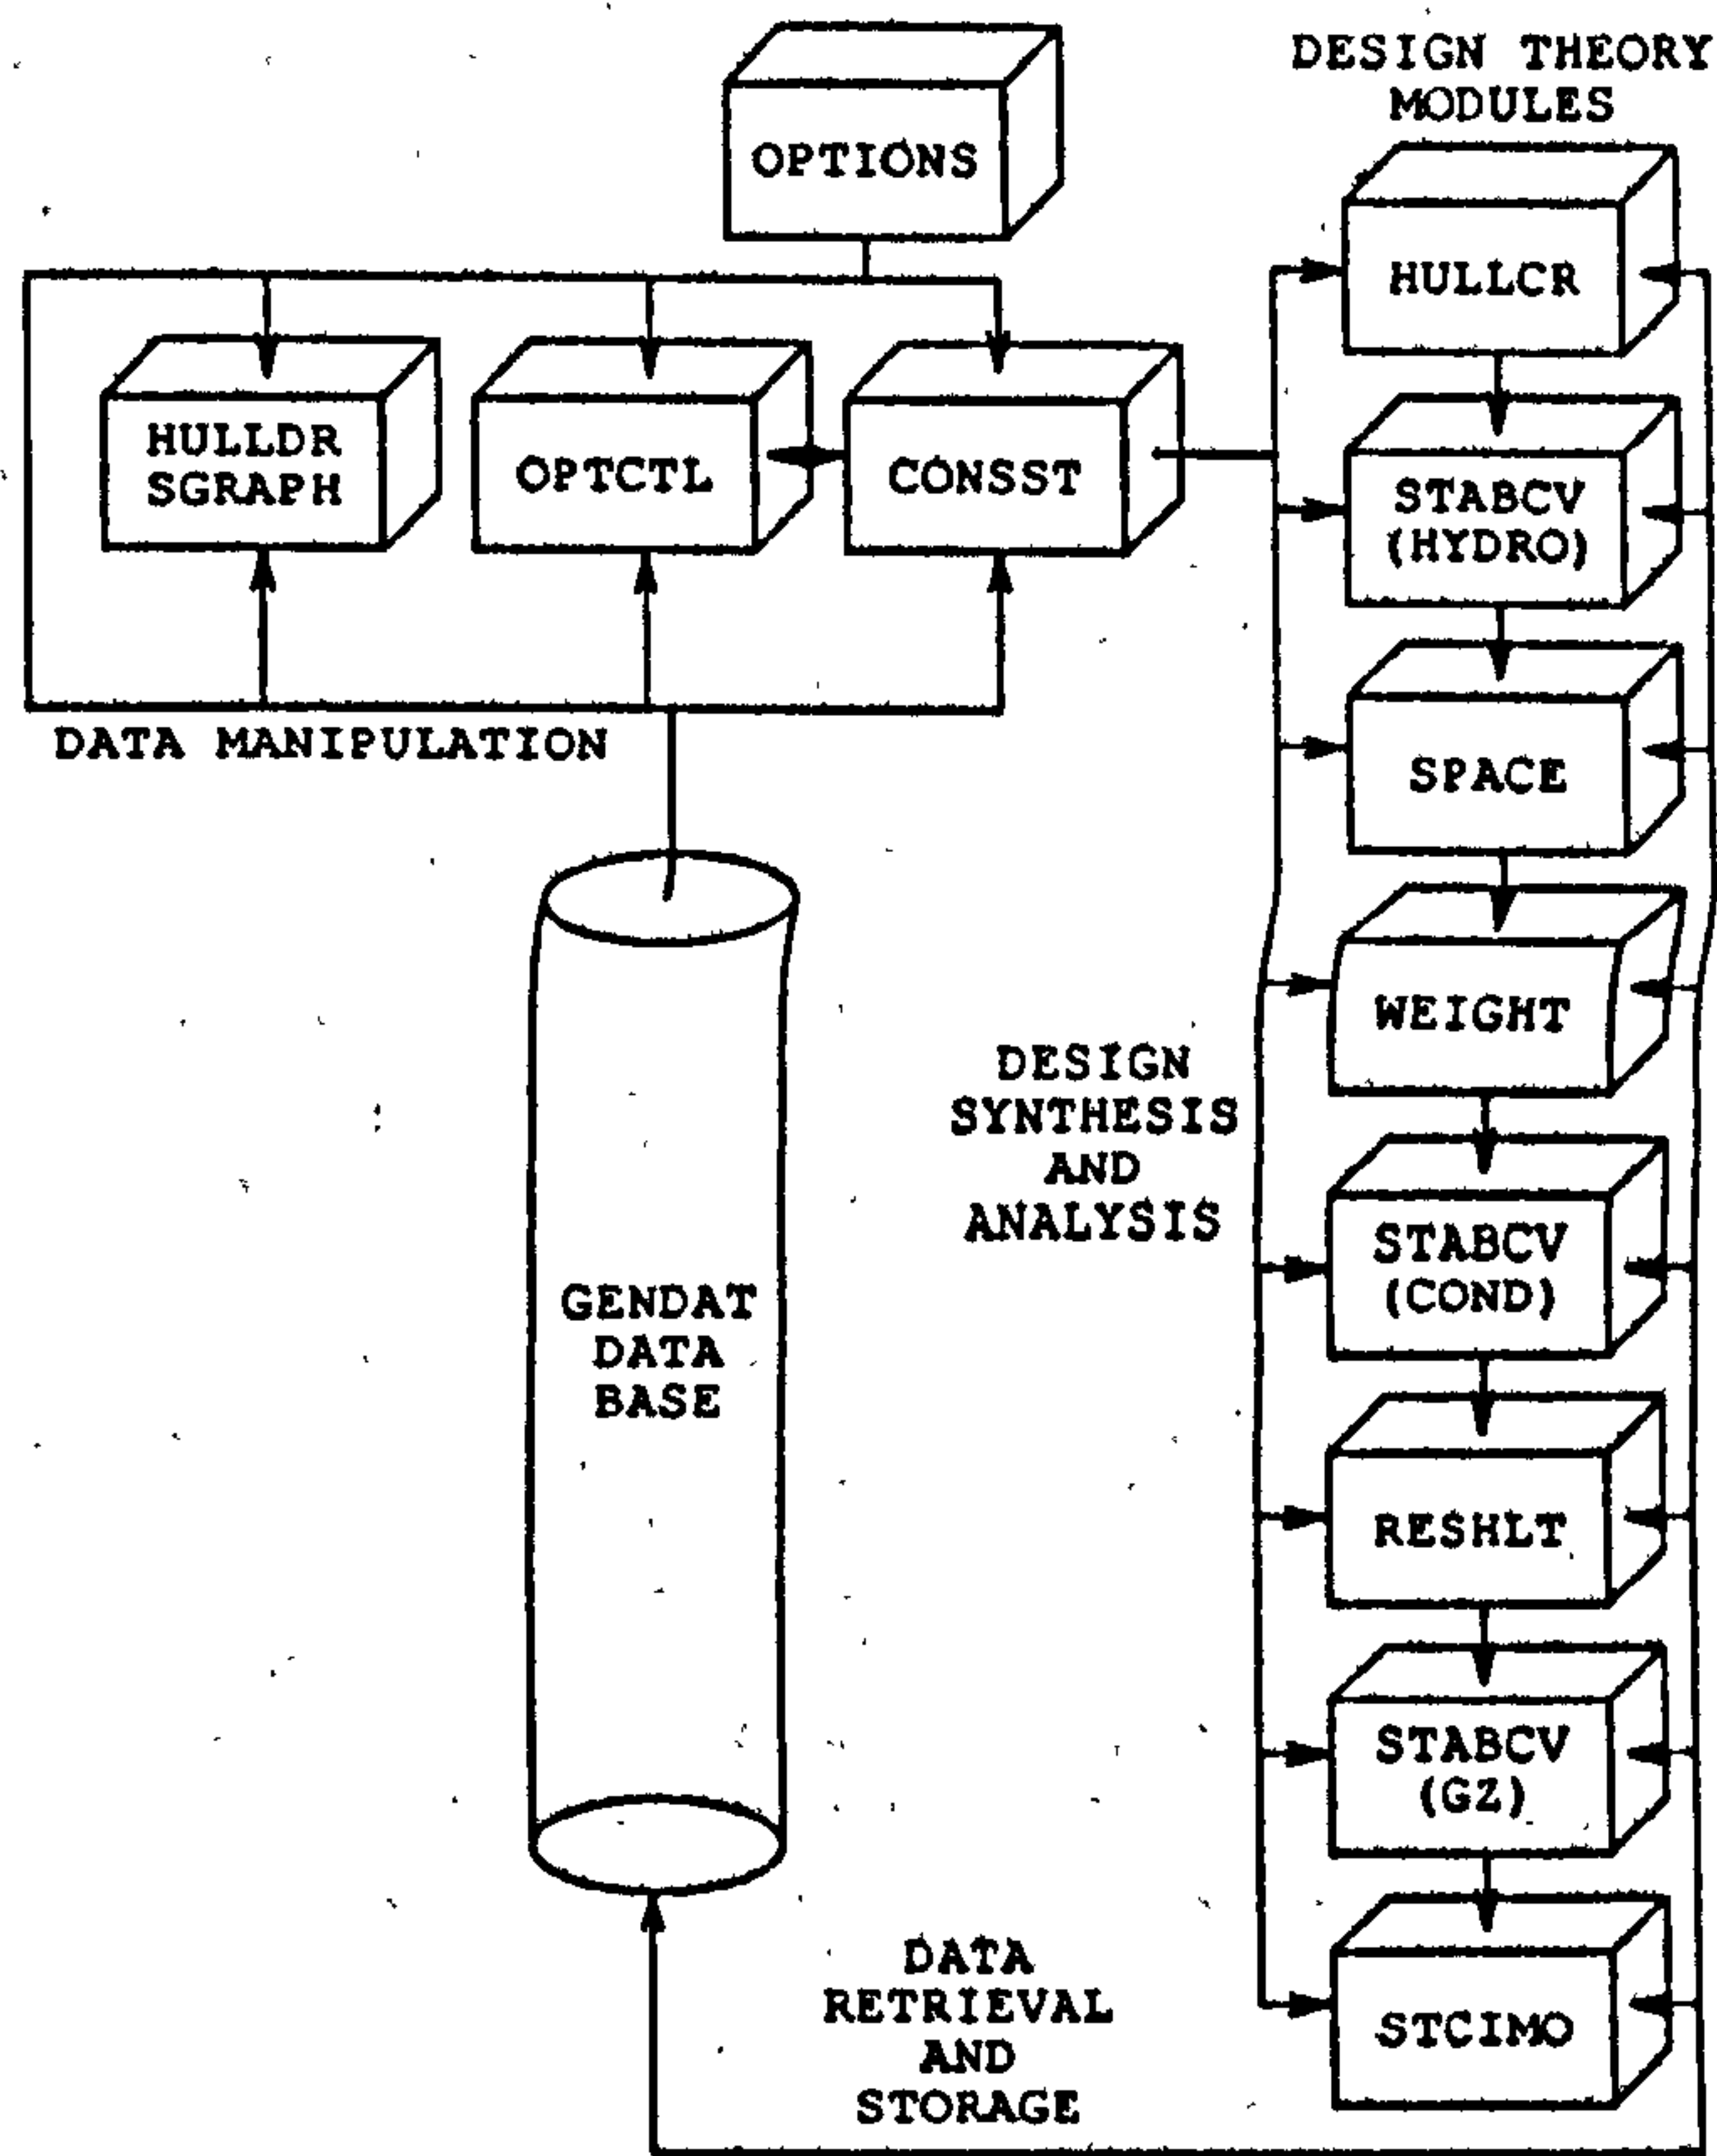 OPTIONS
DESIGN THEORY
MODULES
HULLCR
HULLDR
SGRAPH
OPTCTL
CONSST
STABCV
(HYDRO)
DATA MANIPULATION
SPACE
WEIGHT
DESIGN
SYNTHESIS
AND
ANALYSIS
STABCV
(COND)
GENDAT
DATA
BASE
RESHLT
STABCV
(GZ)
STCIMO
DATA
RETRIEVAL
AND
STORAGE